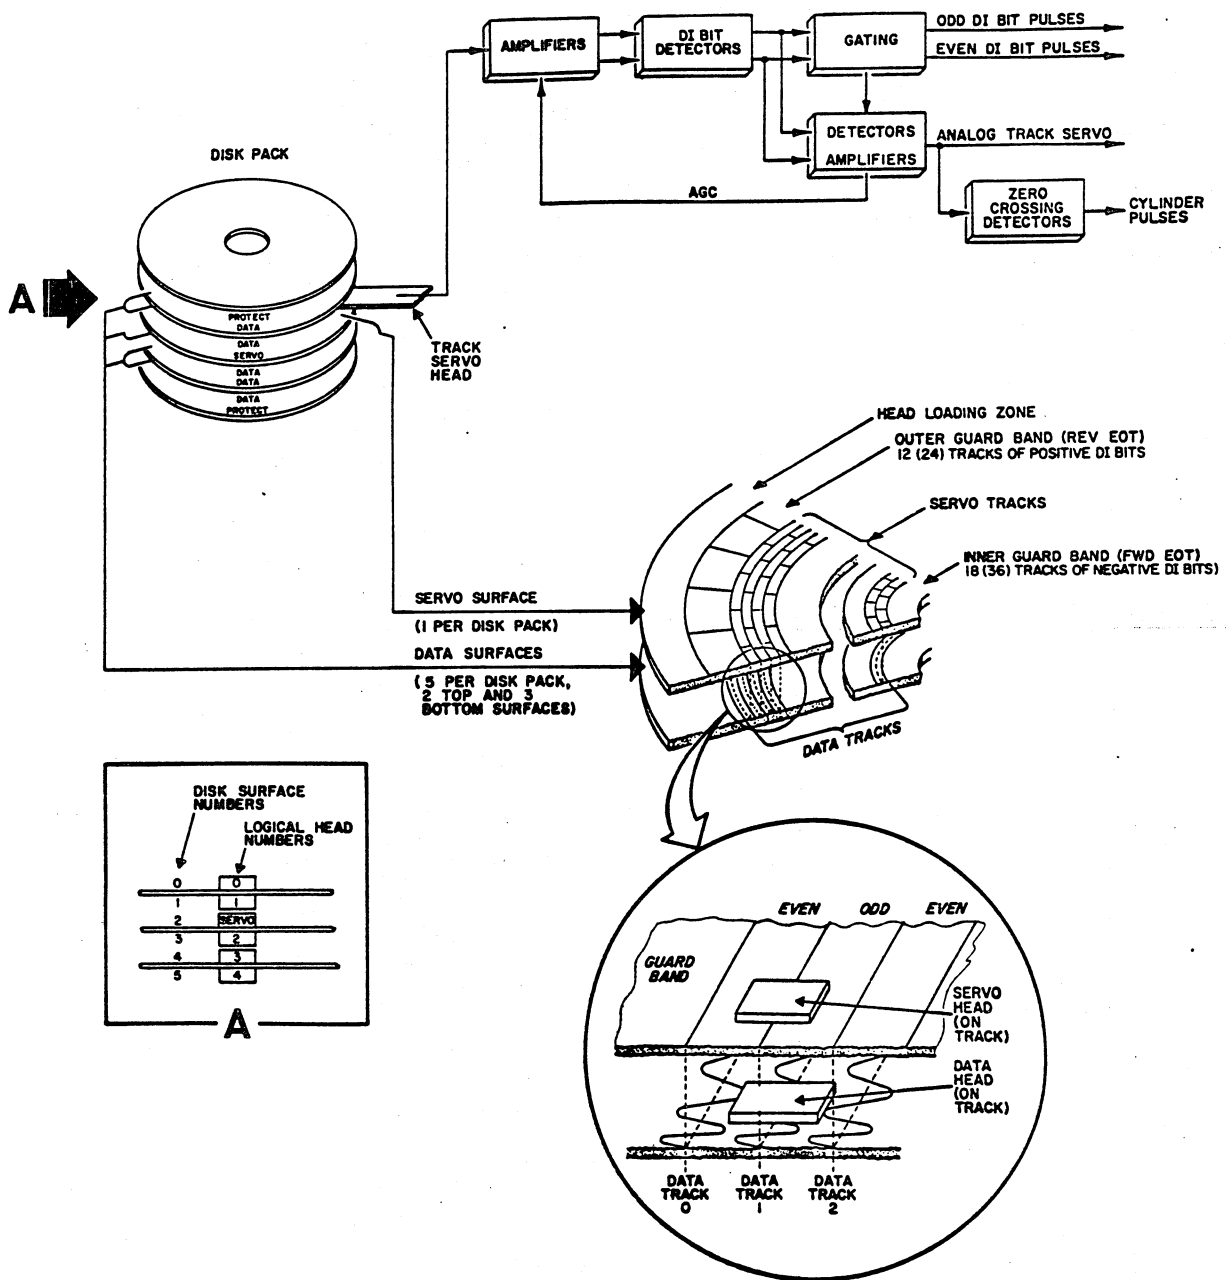 AMPLIFIERS
DI BIT
DETECTORS
GATING
ODD DI BIT PULSES
EVEN DI BIT PULSES
DETECTORS
AMPLIFIERS
ANALOG TRACK SERVO
AGC
ZERO
CROSSING
DETECTORS
CYLINDER
PULSES
DISK PACK
A
PROTECT
DATA
DATA
SERVO
DATA
DATA
DATA
PROTECT
TRACK
SERVO
HEAD
HEAD LOADING ZONE
OUTER GUARD BAND (REV EOT)
12 (24) TRACKS OF POSITIVE DI BITS
SERVO TRACKS
INNER GUARD BAND (FWD EOT)
18 (36) TRACKS OF NEGATIVE DI BITS)
SERVO SURFACE
(1 PER DISK PACK)
DATA SURFACES
(5 PER DISK PACK,
2 TOP AND 3
BOTTOM SURFACES)
DATA TRACKS
DISK SURFACE
NUMBERS
LOGICAL HEAD
NUMBERS
0 0
1 1
2 SERVO
3 2
4 3
5 4
A
EVEN ODD EVEN
GUARD
BAND
SERVO
HEAD
(ON
TRACK)
DATA
HEAD
(ON
TRACK)
DATA
TRACK
0
DATA
TRACK
1
DATA
TRACK
2